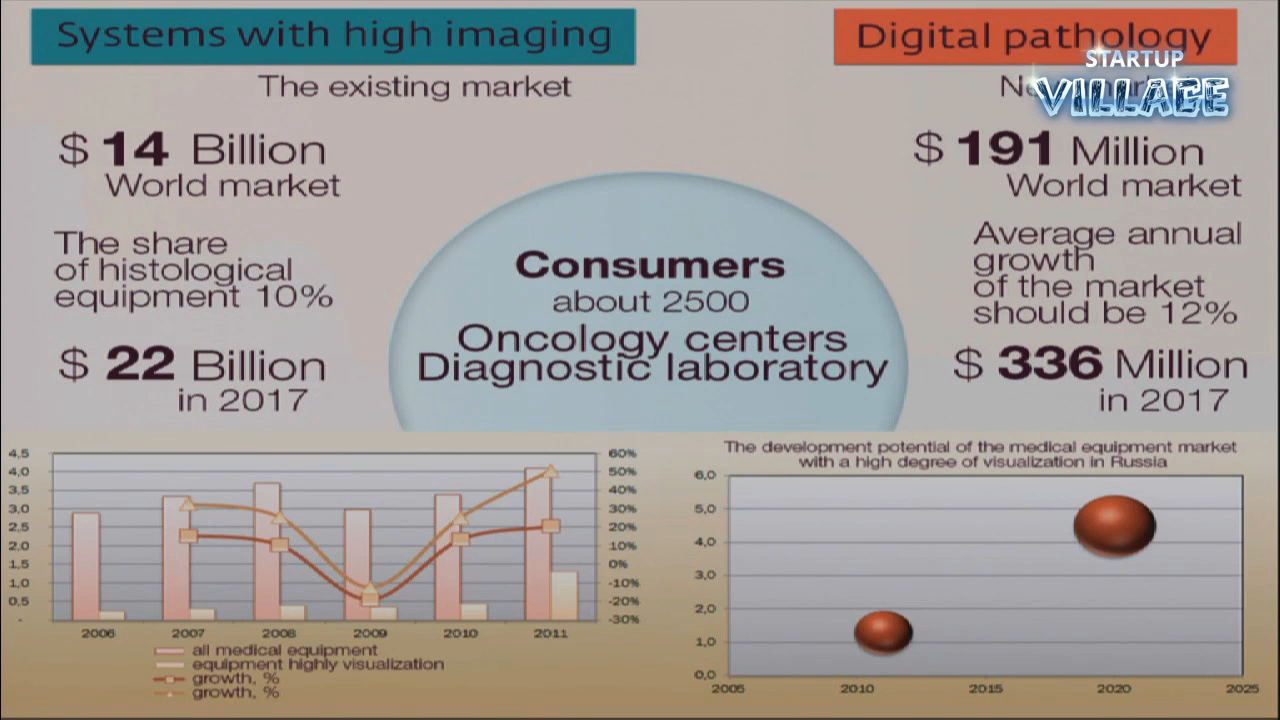 Systems with high imaging
The existing market
$ 14 Billion
World market
The share
of histological
equipment 10%
$ 22 Billion
in 2017
Consumers
about 2500
Oncology centers
Diagnostic laboratory
Digital pathology
STARTUP
VILLAGE
$ 191 Million
World market
Average annual
growth
of the market
should be 12%
$ 336 Million
in 2017
4,5
4,0
3,5
3,0
2,5
2,0
1,5
1,0
0,5
-
60%
50%
40%
30%
20%
10%
0%
-10%
-20%
-30%
2006 2007 2008 2009 2010 2011
all medical equipment
equipment highly visualization
growth, %
growth, %
The development potential of the medical equipment market
with a high degree of visualization in Russia
6,0
5,0
4,0
3,0
2,0
1,0
0,0
2005 2010 2015 2020 2025